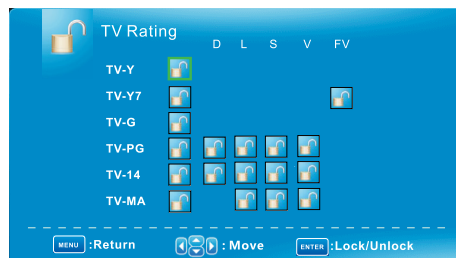 TV Rating
D L S V FV
TV-Y
TV-Y7
TV-G
TV-PG
TV-14
TV-MA
MENU :Return : Move ENTER :Lock/Unlock